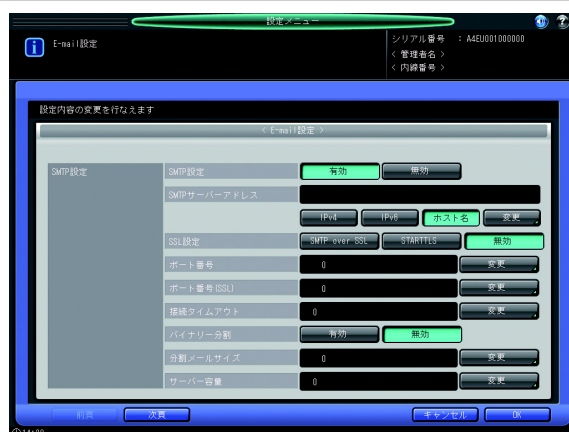 設定メニュー
E-mail設定
シリアル番号 : A4EU001000000
< 管理者名 >
< 内線番号 >
設定内容の変更を行なえます
< E-mail設定 >
SMTP設定 SMTP設定 有効 無効
SMTPサーバーアドレス
IPv4 IPv6 ホスト名 変更
SSL設定 SMTP over SSL STARTTLS 無効
ポート番号 0 変更
ポート番号(SSL) 0 変更
接続タイムアウト 0 変更
バイナリー分割 有効 無効
分割メールサイズ 0 変更
サーバー容量 0 変更
前頁 次頁 キャンセル OK